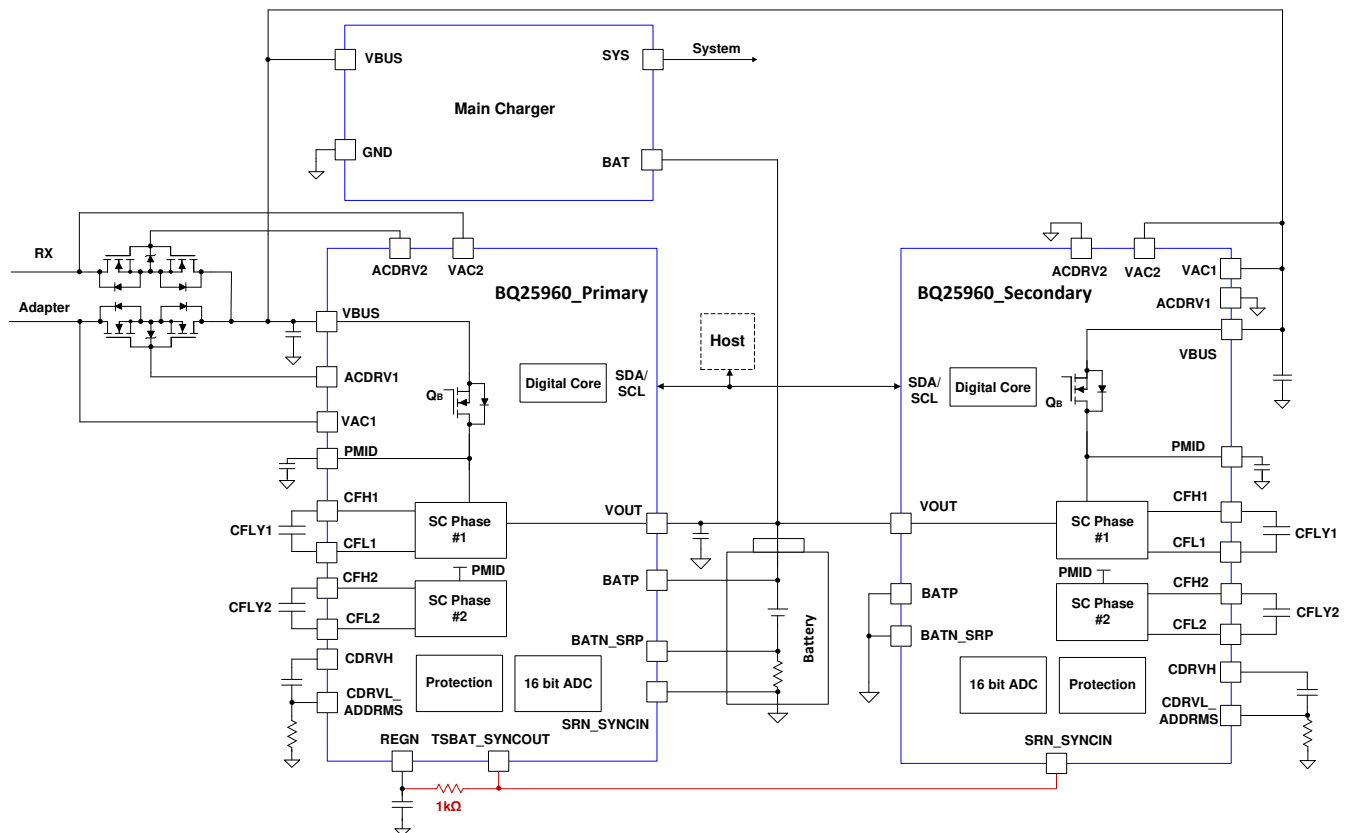 VBUS
SYS
System
Main Charger
GND
BAT
RX
Adapter
ACDRV2
VAC2
BQ25960_Primary
VBUS
ACDRV1
VAC1
PMID
QB
Digital Core
SDA/
SCL
Host
CFH1
CFL1
CFLY1
SC Phase
#1
VOUT
CFH2
CFL2
CFLY2
PMID
SC Phase
#2
BATP
BATN_SRP
SRN_SYNCIN
Battery
CDRVH
CDRVL_
ADDRMS
Protection
16 bit ADC
REGN
TSBAT_SYNCOUT
1kΩ
ACDRV2
VAC2
VAC1
ACDRV1
BQ25960_Secondary
VBUS
SDA/
SCL
Digital Core
QB
PMID
VOUT
SC Phase
#1
CFH1
CFL1
CFLY1
PMID
SC Phase
#2
CFH2
CFL2
CFLY2
BATP
BATN_SRP
16 bit ADC
Protection
CDRVH
CDRVL_
ADDRMS
SRN_SYNCIN